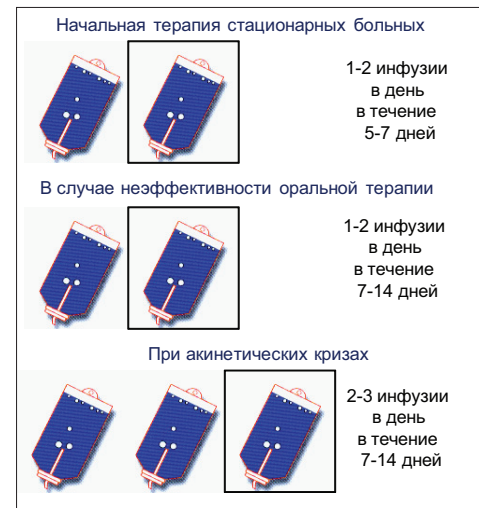 Начальная терапия стационарных больных
1-2 инфузии
в день
в течение
5-7 дней
В случае неэффективности оральной терапии
1-2 инфузии
в день
в течение
7-14 дней
При акинетических кризах
2-3 инфузии
в день
в течение
7-14 дней